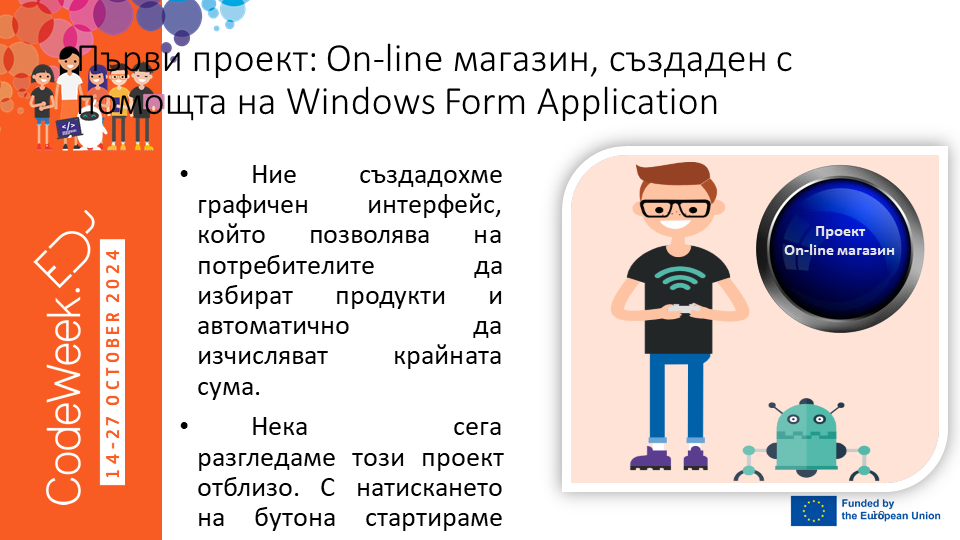 Първи проект: On-line магазин, създаден с
помощта на Windows Form Application
• Ние създадохме
графичен интерфейс,
който позволява на
потребителите да
избират продукти и
автоматично да
изчисляват крайната
сума.
• Нека сега
разгледаме този проект
отблизо. С натискането
на бутона стартираме
Проект
On-line магазин
CodeWeek.EU
14-27 OCTOBER 2024
</>
Funded by
the European Union